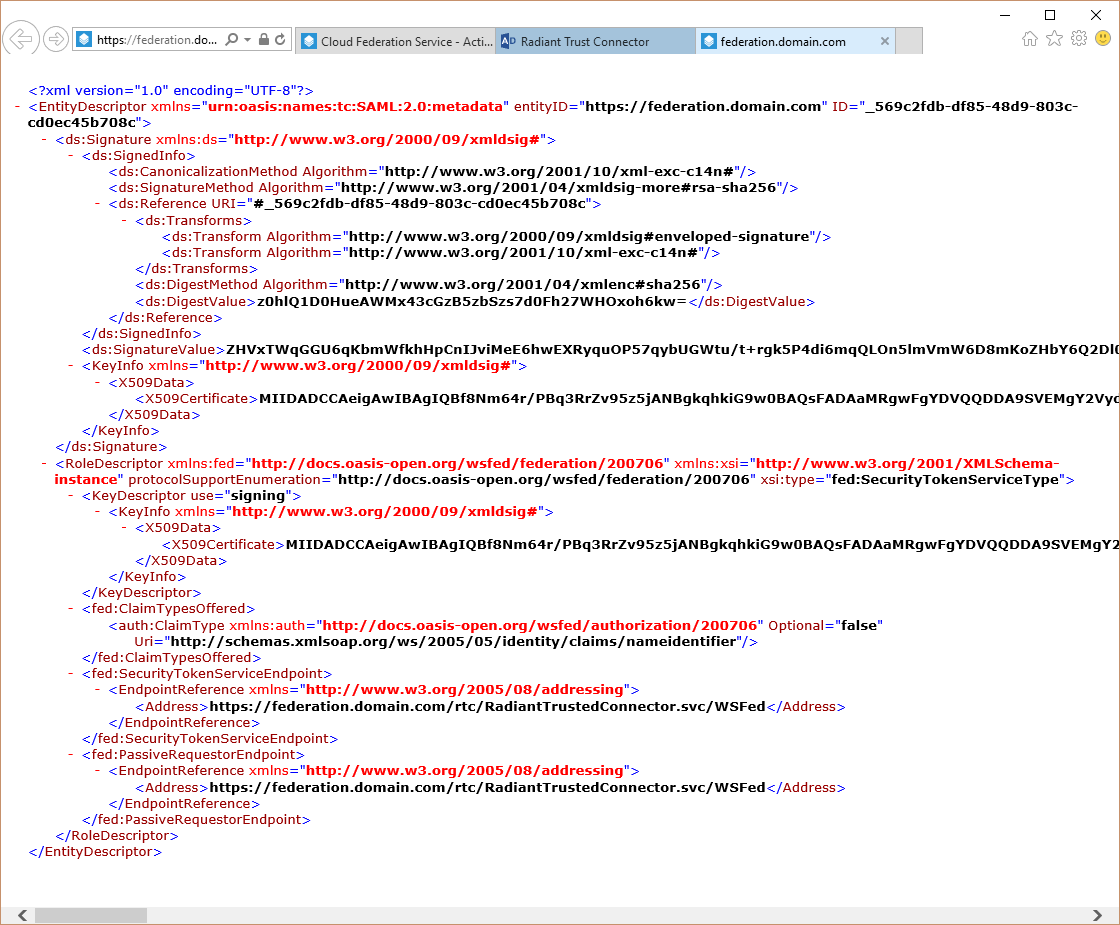 https://federation.do...
Cloud Federation Service - Acti...
Radiant Trust Connector
federation.domain.com
<?xml version="1.0" encoding="UTF-8"?>
- <EntityDescriptor xmlns="urn:oasis:names:tc:SAML:2.0:metadata" entityID="https://federation.domain.com" ID="_569c2fdb-df85-48d9-803c-
cd0ec45b708c">
- <ds:Signature xmlns:ds="http://www.w3.org/2000/09/xmldsig#">
- <ds:SignedInfo>
<ds:CanonicalizationMethod Algorithm="http://www.w3.org/2001/10/xml-exc-c14n#"/>
<ds:SignatureMethod Algorithm="http://www.w3.org/2001/04/xmldsig-more#rsa-sha256"/>
- <ds:Reference URI="#_569c2fdb-df85-48d9-803c-cd0ec45b708c">
- <ds:Transforms>
<ds:Transform Algorithm="http://www.w3.org/2000/09/xmldsig#enveloped-signature"/>
<ds:Transform Algorithm="http://www.w3.org/2001/10/xml-exc-c14n#"/>
</ds:Transforms>
<ds:DigestMethod Algorithm="http://www.w3.org/2001/04/xmlenc#sha256"/>
<ds:DigestValue>z0hlQ1D0HueAWMx43cGzB5zbSzs7d0Fh27WHOxoh6kw=</ds:DigestValue>
</ds:Reference>
</ds:SignedInfo>
<ds:SignatureValue>ZHVxTWqGGU6qKbmWfkhHpCnIJviMeE6hwEXRyquOP57qybUGWtu/t+rgk5P4di6mqQLOn5lmVmW6D8mKoZHbY6Q2Dl0
- <KeyInfo xmlns="http://www.w3.org/2000/09/xmldsig#">
- <X509Data>
<X509Certificate>MIIDADCCAeigAwIBAgIQBf8Nm64r/PBq3RrZv95z5jANBgkqhkiG9w0BAQsFADAaMRgwFgYDVQQDDA9SVEMgY2Vyd
</X509Data>
</KeyInfo>
</ds:Signature>
- <RoleDescriptor xmlns:fed="http://docs.oasis-open.org/wsfed/federation/200706" xmlns:xsi="http://www.w3.org/2001/XMLSchema-
instance" protocolSupportEnumeration="http://docs.oasis-open.org/wsfed/federation/200706" xsi:type="fed:SecurityTokenServiceType">
- <KeyDescriptor use="signing">
- <KeyInfo xmlns="http://www.w3.org/2000/09/xmldsig#">
- <X509Data>
<X509Certificate>MIIDADCCAeigAwIBAgIQBf8Nm64r/PBq3RrZv95z5jANBgkqhkiG9w0BAQsFADAaMRgwFgYDVQQDDA9SVEMgY2
</X509Data>
</KeyInfo>
</KeyDescriptor>
- <fed:ClaimTypesOffered>
<auth:ClaimType xmlns:auth="http://docs.oasis-open.org/wsfed/authorization/200706" Optional="false"
Uri="http://schemas.xmlsoap.org/ws/2005/05/identity/claims/nameidentifier"/>
</fed:ClaimTypesOffered>
- <fed:SecurityTokenServiceEndpoint>
- <EndpointReference xmlns="http://www.w3.org/2005/08/addressing">
<Address>https://federation.domain.com/rtc/RadiantTrustedConnector.svc/WSFed</Address>
</EndpointReference>
</fed:SecurityTokenServiceEndpoint>
- <fed:PassiveRequestorEndpoint>
- <EndpointReference xmlns="http://www.w3.org/2005/08/addressing">
<Address>https://federation.domain.com/rtc/RadiantTrustedConnector.svc/WSFed</Address>
</EndpointReference>
</fed:PassiveRequestorEndpoint>
</RoleDescriptor>
</EntityDescriptor>